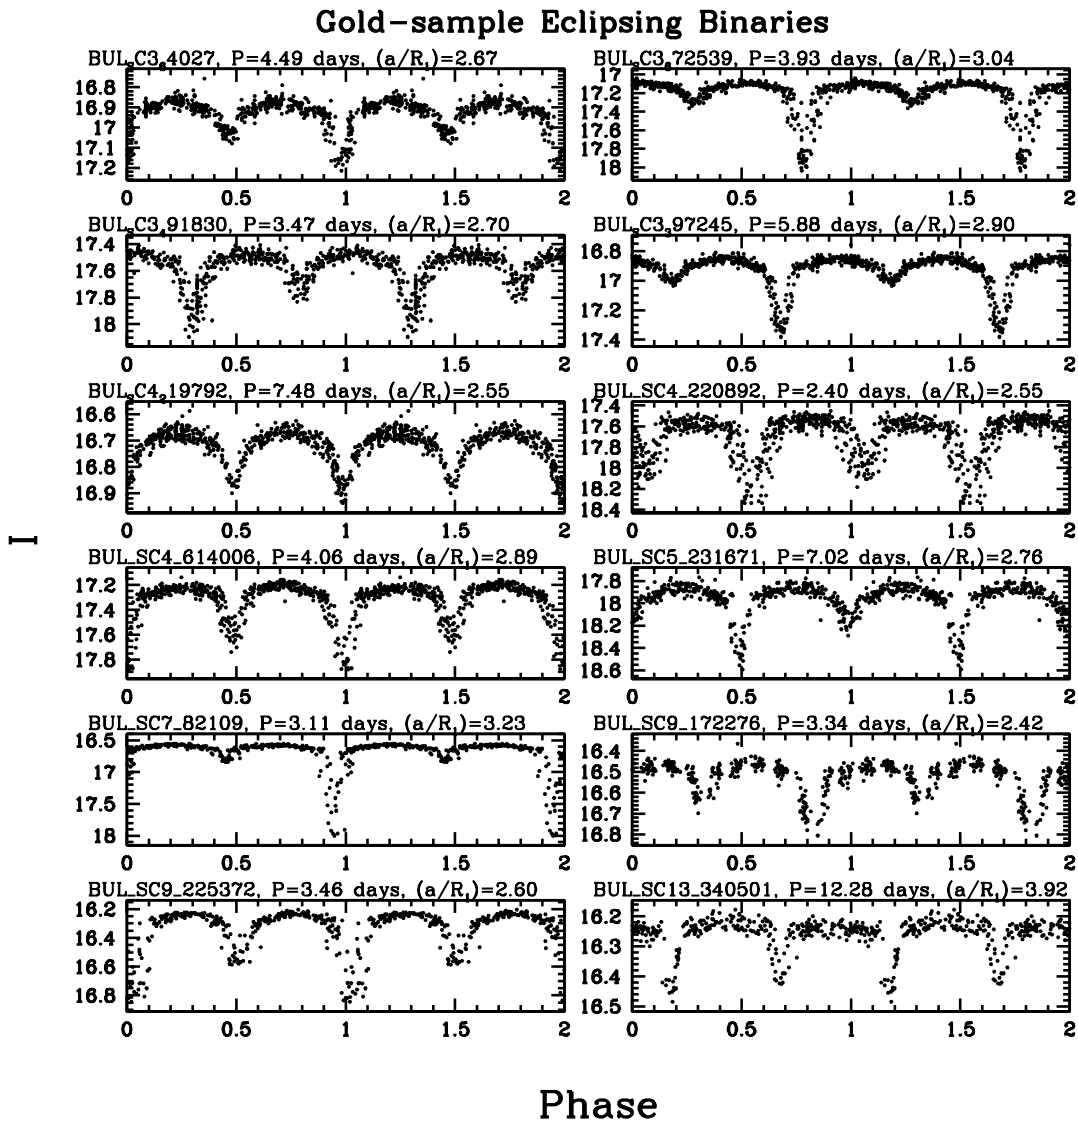 Gold-sample Eclipsing Binaries
BULₛC3₆4027, P=4.49 days, (a/R₁)=2.67
16.8
16.9
17
17.1
17.2
0 0.5 1 1.5 2
P=3.93 days, (a/R₁)=3.04
17
17.2
17.4
17.6
17.8
18
0 0.5 1 1.5 2
BULₛC3₄91830, P=3.47 days, (a/R₁)=2.70
17.4
17.6
17.8
18
0 0.5 1 1.5 2
BULₛC3₃97245, P=5.88 days, (a/R₁)=2.90
16.8
17
17.2
17.4
0 0.5 1 1.5 2
BULₛC4₂19792, P=7.48 days, (a/R₁)=2.55
16.6
16.7
16.8
16.9
0 0.5 1 1.5 2
BUL_SC4_220892, P=2.40 days, (a/R₁)=2.55
17.4
17.6
17.8
18
18.2
18.4
0 0.5 1 1.5 2
I
BUL_SC4_614006, P=4.06 days, (a/R₁)=2.89
17.2
17.4
17.6
17.8
0 0.5 1 1.5 2
BUL_SC5_231671, P=7.02 days, (a/R₁)=2.76
17.8
18
18.2
18.4
18.6
0 0.5 1 1.5 2
BUL_SC7_82109, P=3.11 days, (a/R₁)=3.23
16.5
17
17.5
18
0 0.5 1 1.5 2
BUL_SC9_172276, P=3.34 days, (a/R₁)=2.42
16.4
16.5
16.6
16.7
16.8
0 0.5 1 1.5 2
BUL_SC9_225372, P=3.46 days, (a/R₁)=2.60
16.2
16.4
16.6
16.8
0 0.5 1 1.5 2
BUL_SC13_340501, P=12.28 days, (a/R₁)=3.92
16.2
16.3
16.4
16.5
0 0.5 1 1.5 2
Phase